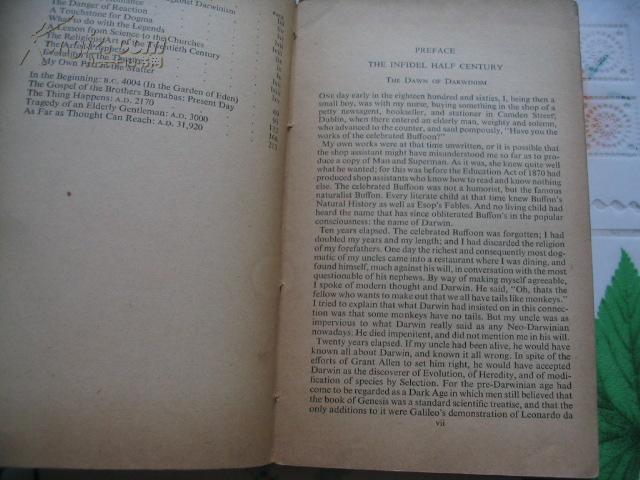 The Danger of Reaction
A Touchstone for Dogma
What to do with the Legends
A Lesson from Science to the Churches
The Religious Art of the Twentieth Century
The Artist-Prophets
Evolution in the Theatre
My Own Part in the Matter
In the Beginning: B.C. 4004 (In the Garden of Eden)
The Gospel of the Brothers Barnabas: Present Day
The Thing Happens: A.D. 2170
Tragedy of an Elderly Gentleman: A.D. 3000
As Far as Thought Can Reach: A.D. 31,920
PREFACE
THE INFIDEL HALF CENTURY
THE DAWN OF DARWINISM
ONE day early in the eighteen hundred and sixties, I, being then a
small boy, was with my nurse, buying something in the shop of a
petty newsagent, bookseller, and stationer in Camden Street,
Dublin, when there entered an elderly man, weighty and solemn,
who advanced to the counter, and said pompously, "Have you the
works of the celebrated Buffoon?"
My own works were at that time unwritten, or it is possible that
the shop assistant might have misunderstood me so far as to pro-
duce a copy of Man and Superman. As it was, she knew quite well
what he wanted; for this was before the Education Act of 1870 had
produced shop assistants who know how to read and know nothing
else. The celebrated Buffoon was not a humorist, but the famous
naturalist Buffon. Every literate child at that time knew Buffon's
Natural History as well as Esop's Fables. And no living child had
heard the name that has since obliterated Buffon's in the popular
consciousness: the name of Darwin.
Ten years elapsed. The celebrated Buffoon was forgotten; I had
doubled my years and my length; and I had discarded the religion
of my forefathers. One day the richest and consequently most dog-
matic of my uncles came into a restaurant where I was dining, and
found himself, much against his will, in conversation with the most
questionable of his nephews. By way of making myself agreeable,
I spoke of modern thought and Darwin. He said, "Oh, thats the
fellow who wants to make out that we all have tails like monkeys."
I tried to explain that what Darwin had insisted on in this connec-
tion was that some monkeys have no tails. But my uncle was as
impervious to what Darwin really said as any Neo-Darwinian
nowadays. He died impenitent, and did not mention me in his will.
Twenty years elapsed. If my uncle had been alive, he would have
known all about Darwin, and known it all wrong. In spite of the
efforts of Grant Allen to set him right, he would have accepted
Darwin as the discoverer of Evolution, of Heredity, and of modi-
fication of species by Selection. For the pre-Darwinian age had
come to be regarded as a Dark Age in which men still believed that
the book of Genesis was a standard scientific treatise, and that the
only additions to it were Galileo's demonstration of Leonardo da
vii